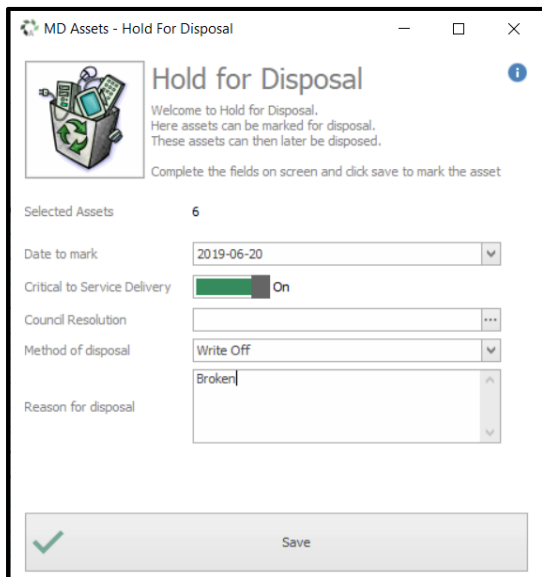 MD Assets - Hold For Disposal
Hold for Disposal
Welcome to Hold for Disposal.
Here assets can be marked for disposal.
These assets can then later be disposed.
Complete the fields on screen and click save to mark the asset
Selected Assets 6
Date to mark 2019-06-20
Critical to Service Delivery On
Council Resolution ...
Method of disposal Write Off
Broken
Reason for disposal
Save